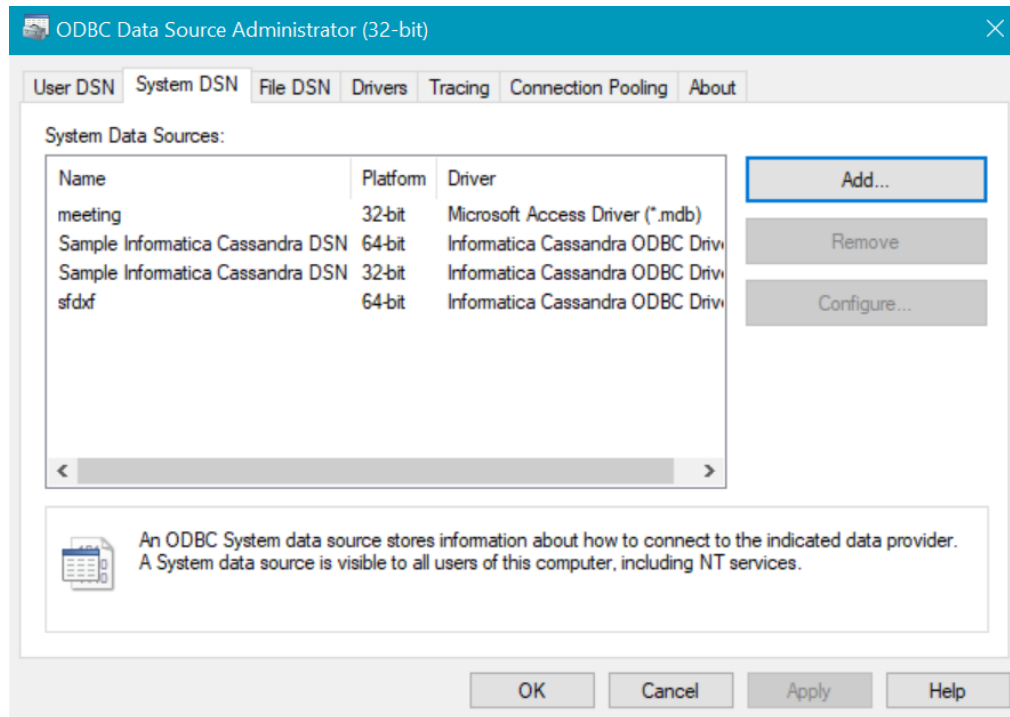 ODBC Data Source Administrator (32-bit)
User DSN System DSN File DSN Drivers Tracing Connection Pooling About
System Data Sources:
Name Platform Driver
meeting 32-bit Microsoft Access Driver (*.mdb)
Sample Informatica Cassandra DSN 64-bit Informatica Cassandra ODBC Driv
Sample Informatica Cassandra DSN 32-bit Informatica Cassandra ODBC Driv
sfdxf 64-bit Informatica Cassandra ODBC Driv
Add...
Remove
Configure...
An ODBC System data source stores information about how to connect to the indicated data provider.
A System data source is visible to all users of this computer, including NT services.
OK Cancel Apply Help